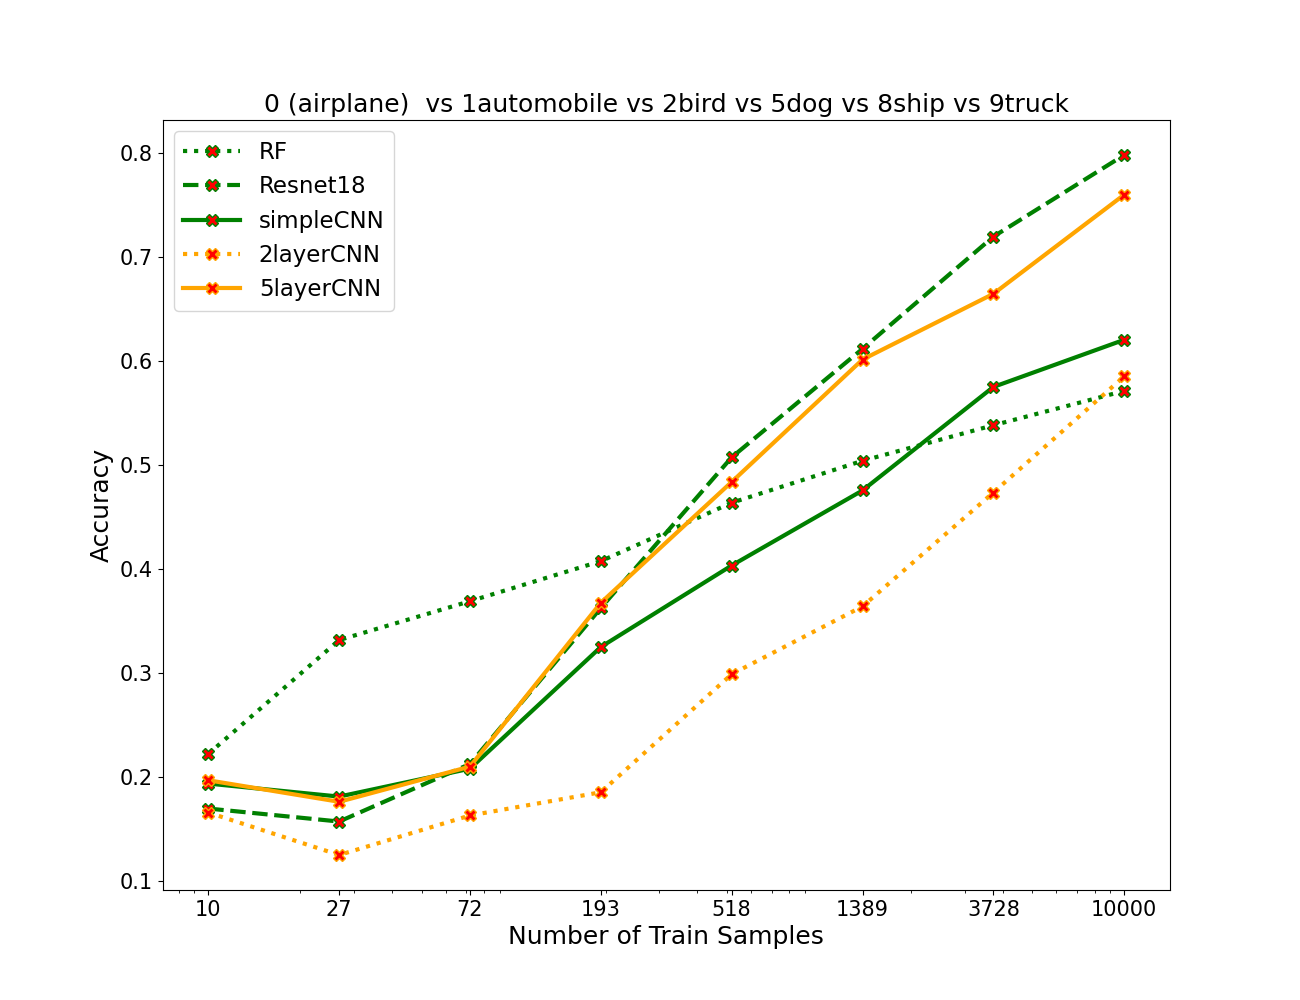 0 (airplane)  vs 1automobile vs 2bird vs 5dog vs 8ship vs 9truck
RF
Resnet18
simpleCNN
2layerCNN
5layerCNN
0.8
0.7
0.6
0.5
0.4
0.3
0.2
0.1
Accuracy
10 27 72 193 518 1389 3728 10000
Number of Train Samples